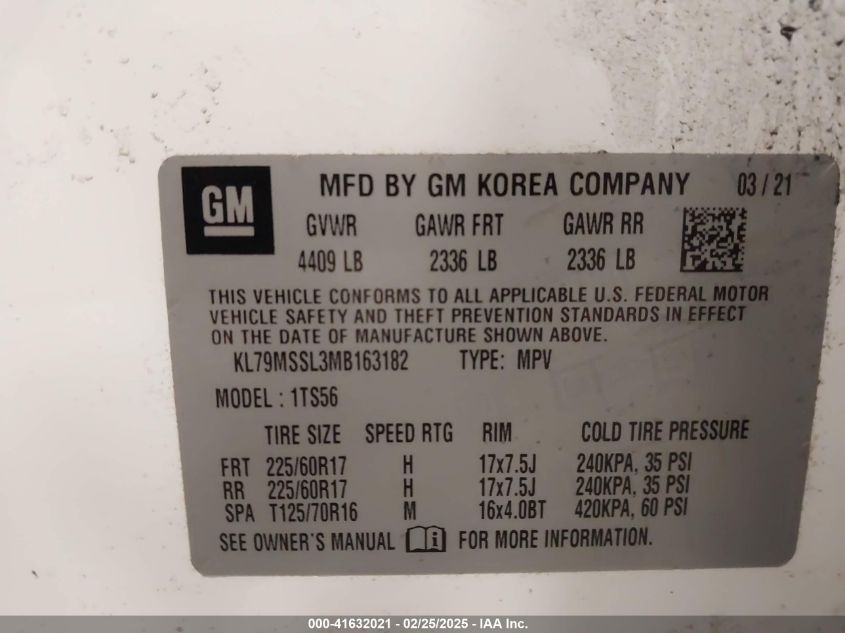 GM
MFD BY GM KOREA COMPANY 03 / 21
GVWR GAWR FRT GAWR RR
4409 LB 2336 LB 2336 LB
THIS VEHICLE CONFORMS TO ALL APPLICABLE U.S. FEDERAL MOTOR
VEHICLE SAFETY AND THEFT PREVENTION STANDARDS IN EFFECT
ON THE DATE OF MANUFACTURE SHOWN ABOVE.
KL79MSSL3MB163182 TYPE: MPV
MODEL : 1TS56
TIRE SIZE SPEED RTG RIM COLD TIRE PRESSURE
FRT 225/60R17 H 17x7.5J 240KPA, 35 PSI
RR 225/60R17 H 17x7.5J 240KPA, 35 PSI
SPA T125/70R16 M 16x4.0BT 420KPA, 60 PSI
SEE OWNER'S MANUAL FOR MORE INFORMATION.
000-41632021 - 02/25/2025 - IAA Inc.